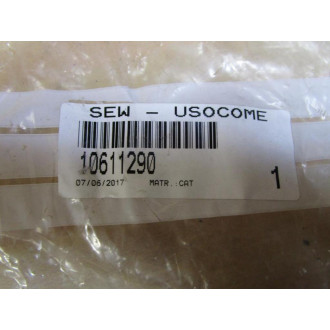 SEW - USOCOME
10611290
07/06/2017 MATR.:CAT
1